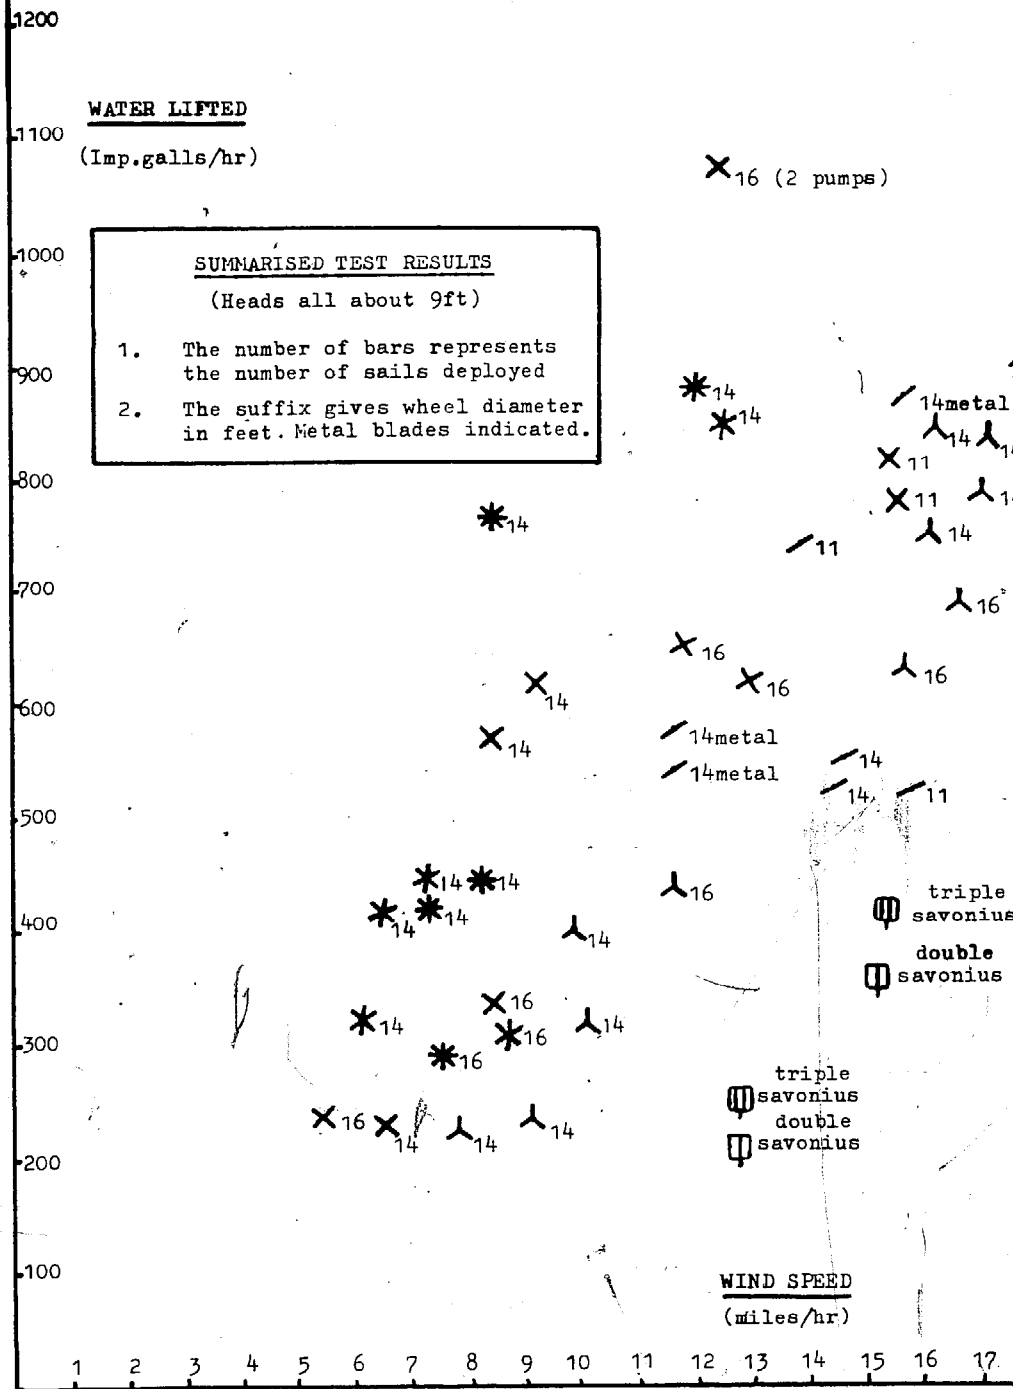 1200
WATER LIFTED
1100
(Imp.galls/hr)
16 (2 pumps)
1000
SUMMARISED TEST RESULTS
(Heads all about 9ft)
1. The number of bars represents
the number of sails deployed
2. The suffix gives wheel diameter
in feet. Metal blades indicated.
900
14
14metal
14
14
11
800
11
14
14
11
700
16
16
16
16
14
600
14metal
14
14metal
14
14
11
500
14
14
16
triple
savonius
14
14
400
14
double
savonius
16
14
14
16
300
16
triple
savonius
double
savonius
16
14
14
14
200
100
WIND SPEED
(miles/hr)
1 2 3 4 5 6 7 8 9 10 11 12 13 14 15 16 17